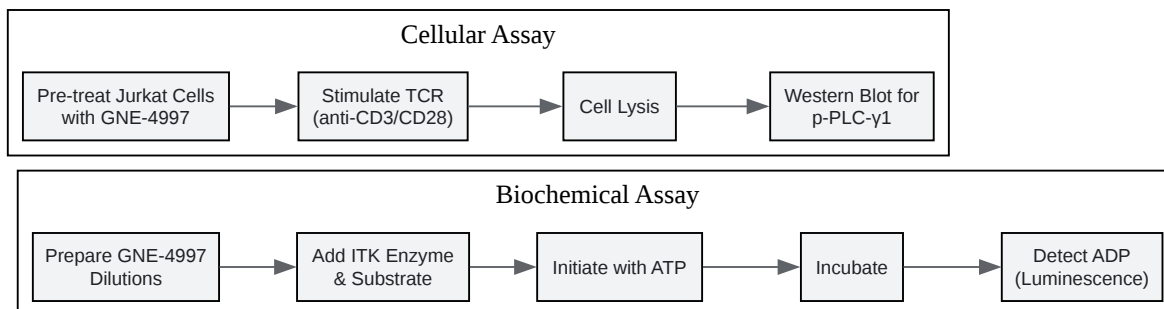 Cellular Assay
Pre-treat Jurkat Cells
with GNE-4997
Stimulate TCR
(anti-CD3/CD28)
Cell Lysis
Western Blot for
p-PLC-γ1
Biochemical Assay
Prepare GNE-4997
Dilutions
Add ITK Enzyme
& Substrate
Initiate with ATP
Incubate
Detect ADP
(Luminescence)